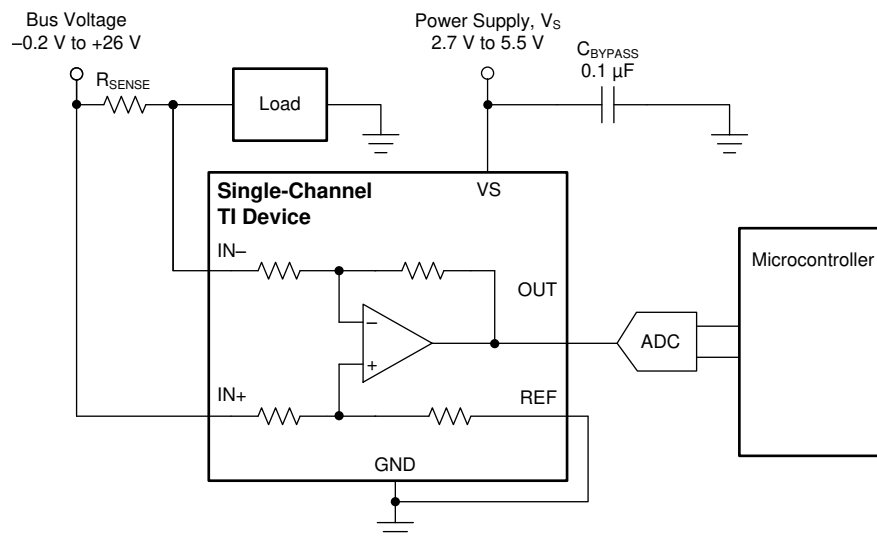 Bus Voltage
–0.2 V to +26 V
R_SENSE
Load
Power Supply, V_S
2.7 V to 5.5 V
C_BYPASS
0.1 µF
Single-Channel
TI Device
VS
IN–
OUT
–
+
IN+
REF
GND
ADC
Microcontroller